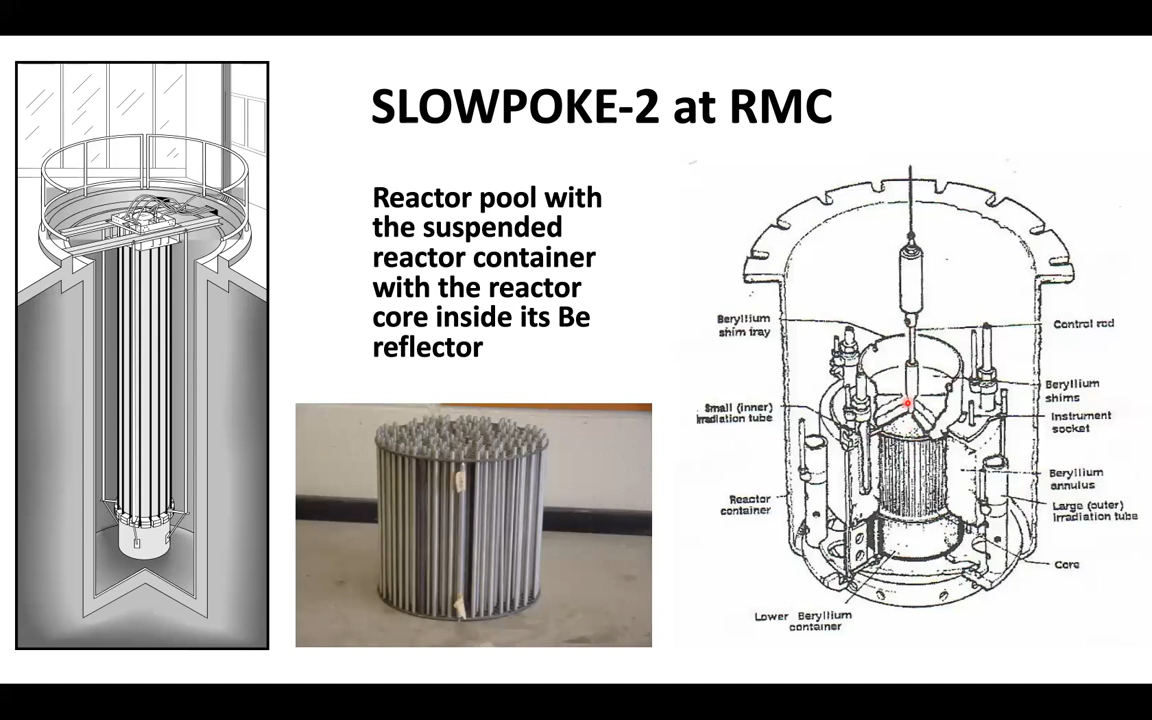 SLOWPOKE-2 at RMC
Reactor pool with
the suspended
reactor container
with the reactor
core inside its Be
reflector
Beryllium
shim tray
Control rod
Beryllium
shims
Small (inner)
irradiation tube
Instrument
socket
Beryllium
annulus
Reactor
container
Large (outer)
irradiation tube
Core
Lower Beryllium
container